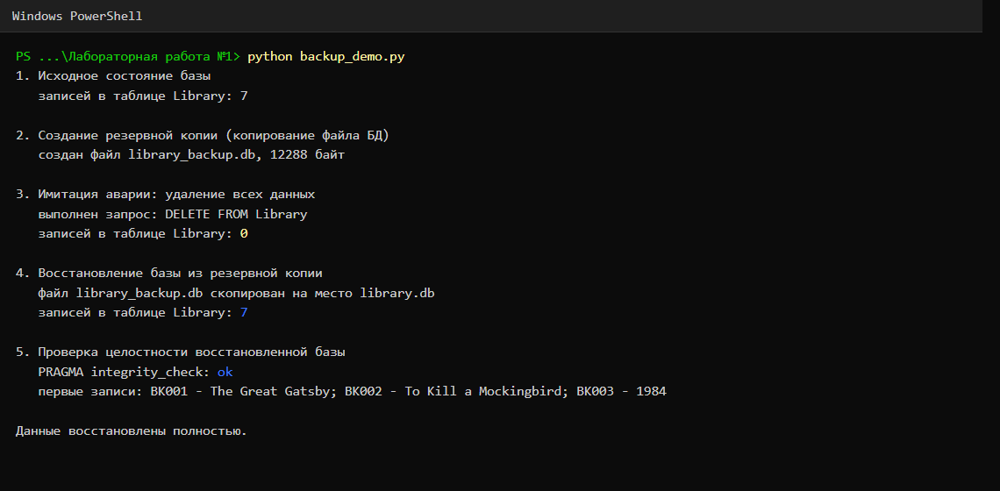 Windows PowerShell
PS ...\Лабораторная работа №1> python backup_demo.py
1. Исходное состояние базы
записей в таблице Library: 7
2. Создание резервной копии (копирование файла БД)
создан файл library_backup.db, 12288 байт
3. Имитация аварии: удаление всех данных
выполнен запрос: DELETE FROM Library
записей в таблице Library: 0
4. Восстановление базы из резервной копии
файл library_backup.db скопирован на место library.db
записей в таблице Library: 7
5. Проверка целостности восстановленной базы
PRAGMA integrity_check: ok
первые записи: BK001 - The Great Gatsby; BK002 - To Kill a Mockingbird; BK003 - 1984
Данные восстановлены полностью.